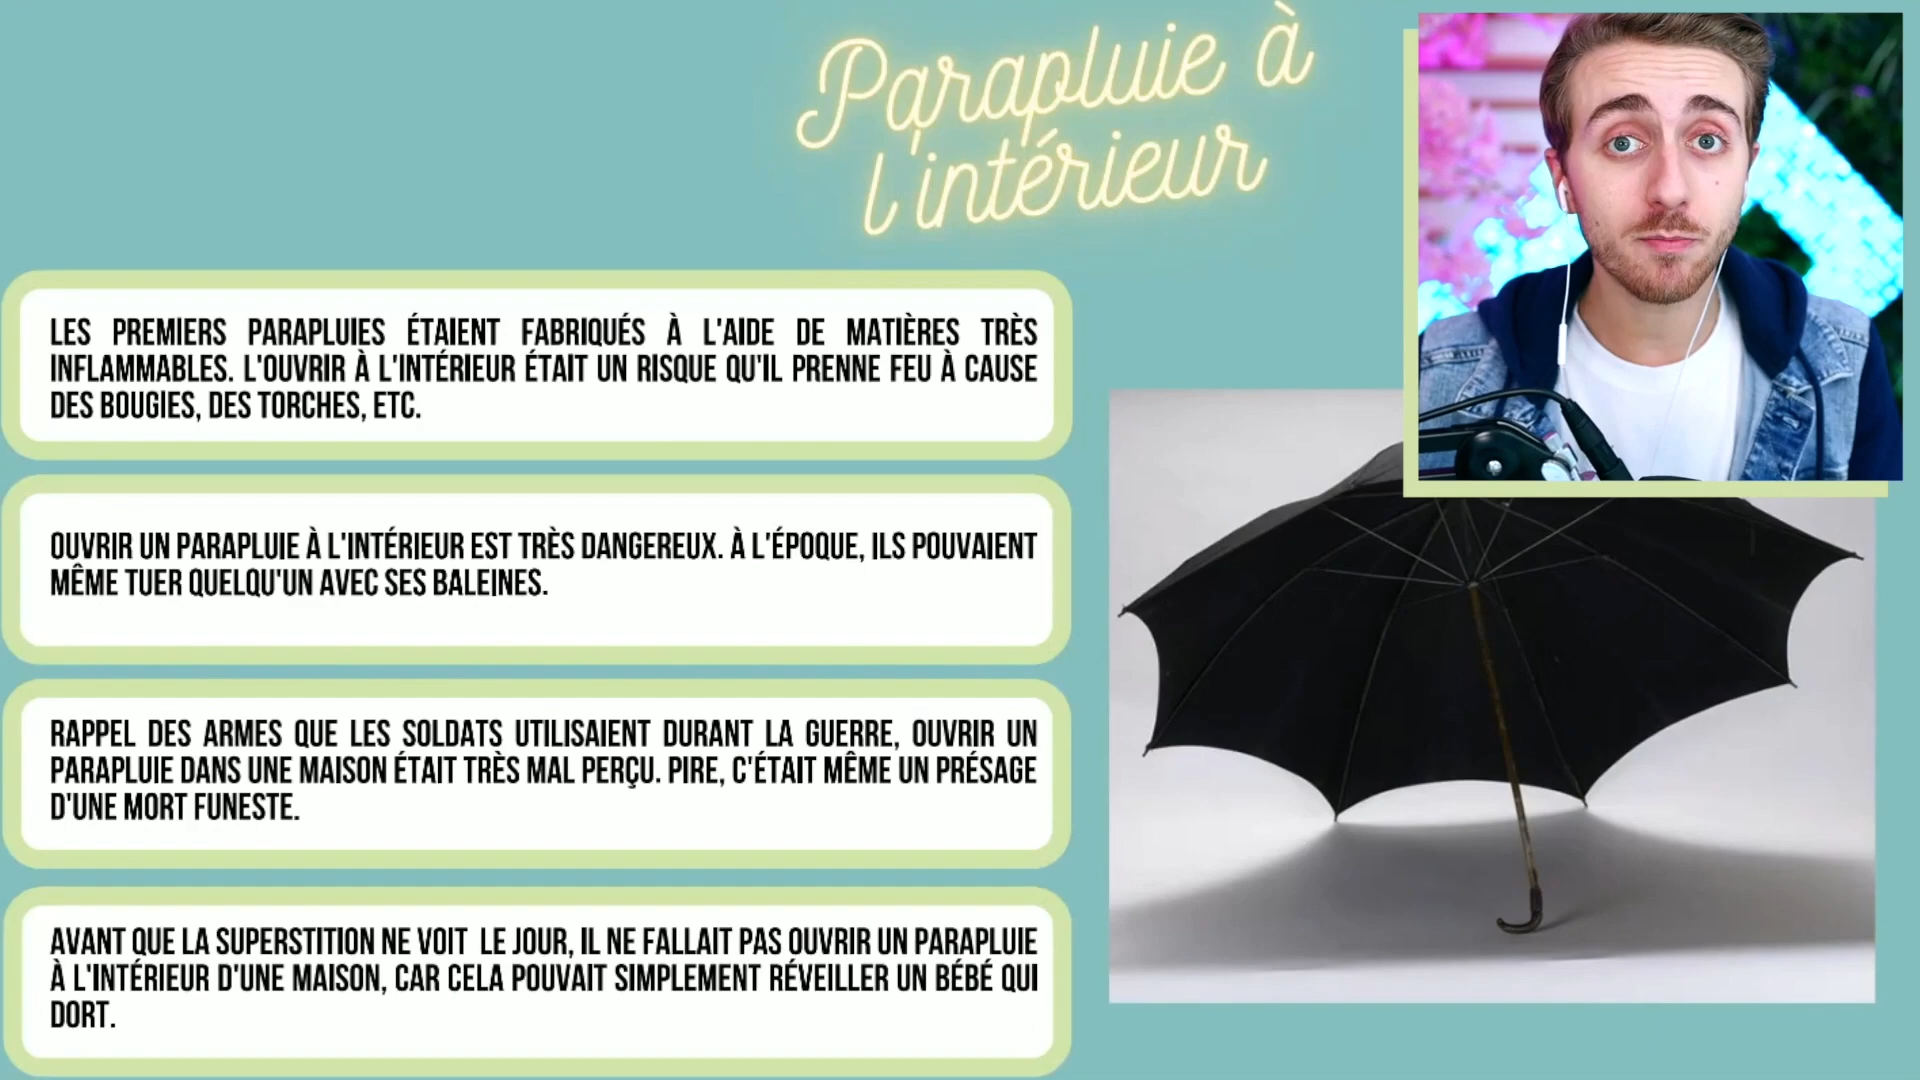 Parapluie à
l'intérieur
LES PREMIERS PARAPLUIES ÉTAIENT FABRIQUÉS À L'AIDE DE MATIÈRES TRÈS
INFLAMMABLES. L'OUVRIR À L'INTÉRIEUR ÉTAIT UN RISQUE QU'IL PRENNE FEU À CAUSE
DES BOUGIES, DES TORCHES, ETC.
OUVRIR UN PARAPLUIE À L'INTÉRIEUR EST TRÈS DANGEREUX. À L'ÉPOQUE, ILS POUVAIENT
MÊME TUER QUELQU'UN AVEC SES BALEINES.
RAPPEL DES ARMES QUE LES SOLDATS UTILISAIENT DURANT LA GUERRE, OUVRIR UN
PARAPLUIE DANS UNE MAISON ÉTAIT TRÈS MAL PERÇU. PIRE, C'ÉTAIT MÊME UN PRÉSAGE
D'UNE MORT FUNESTE.
AVANT QUE LA SUPERSTITION NE VOIT LE JOUR, IL NE FALLAIT PAS OUVRIR UN PARAPLUIE
À L'INTÉRIEUR D'UNE MAISON, CAR CELA POUVAIT SIMPLEMENT RÉVEILLER UN BÉBÉ QUI
DORT.